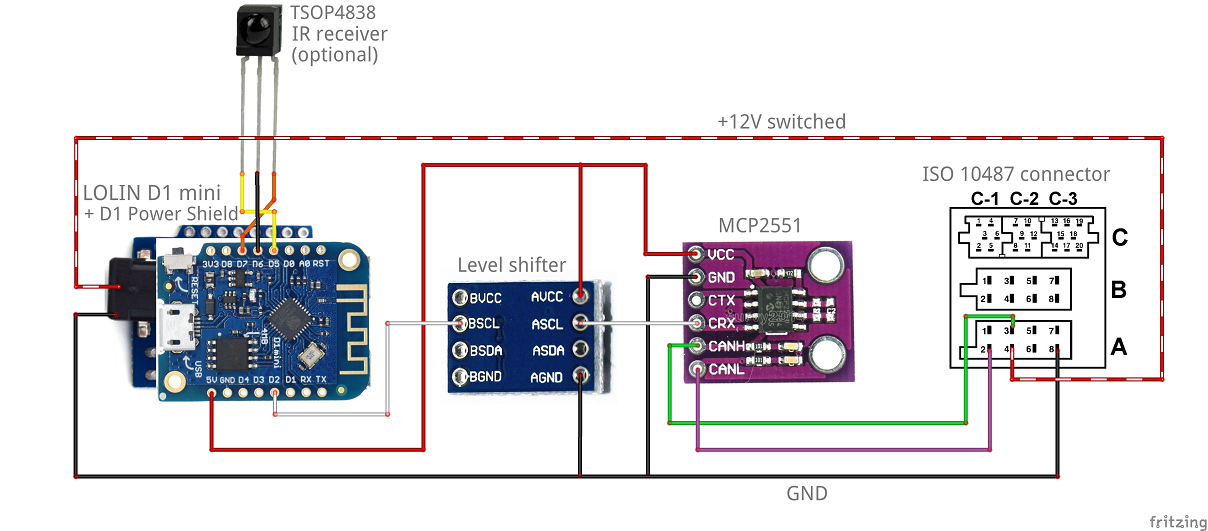 TSOP4838
IR receiver
(optional)
+12V switched
LOLIN D1 mini
+ D1 Power Shield
3V3 D8 D7 D6 D5 D0 A0 RST
RESET
USB
D1 mini
5V GND D4 D3 D2 D1 RX TX
Level shifter
BVCC AVCC
BSCL ASCL
BSDA ASDA
BGND AGND
MCP2551
VCC
GND
CTX
CRX
CANH
CANL
ISO 10487 connector
C-1 C-2 C-3
1 4 7 10 13 16 19
3 6 9 12 15 18
2 5 8 11 14 17 20
C
1 3 5 7
2 4 6 8
B
1 3 5 7
2 4 6 8
A
GND
fritzing